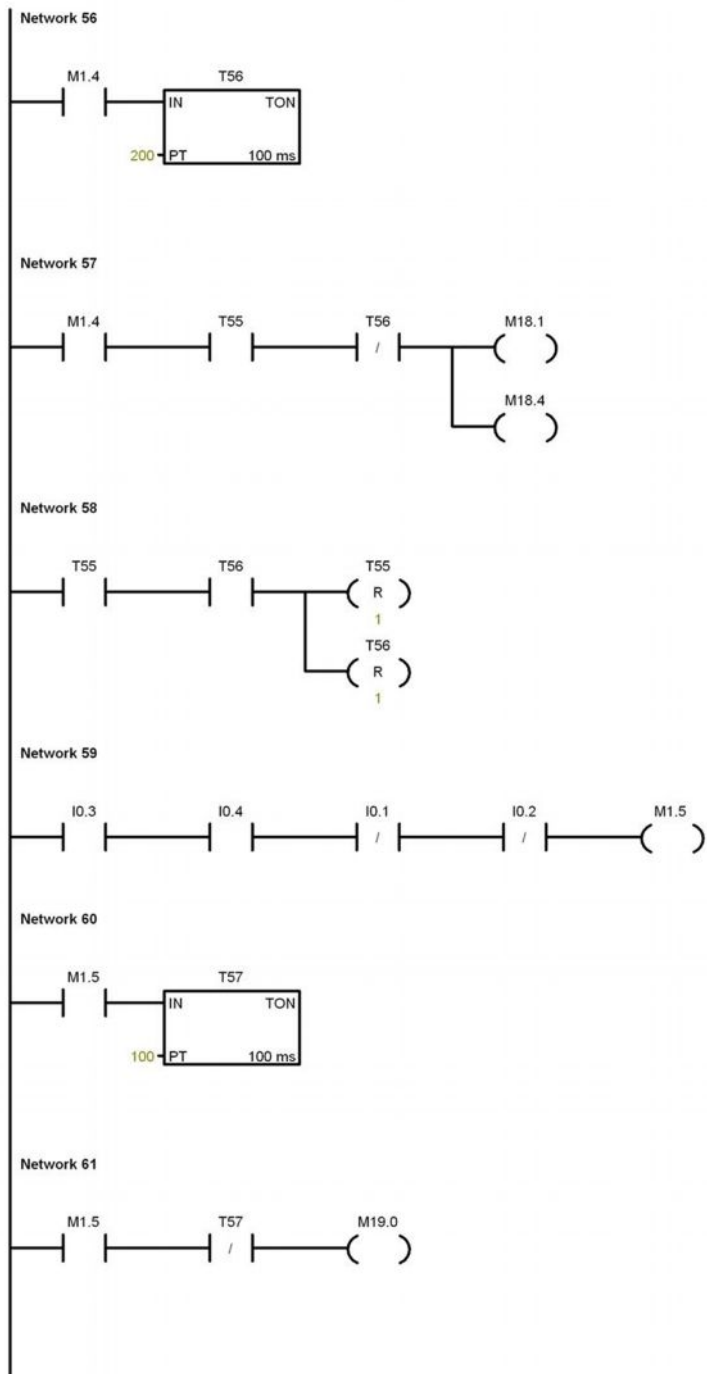 Network 56
M1.4 T56
IN TON
200 PT 100 ms
Network 57
M1.4 T55 T56 M18.1
/
M18.4
Network 58
T55 T56 T55
R
1
T56
R
1
Network 59
I0.3 I0.4 I0.1 I0.2 M1.5
/ /
Network 60
M1.5 T57
IN TON
100 PT 100 ms
Network 61
M1.5 T57 M19.0
/